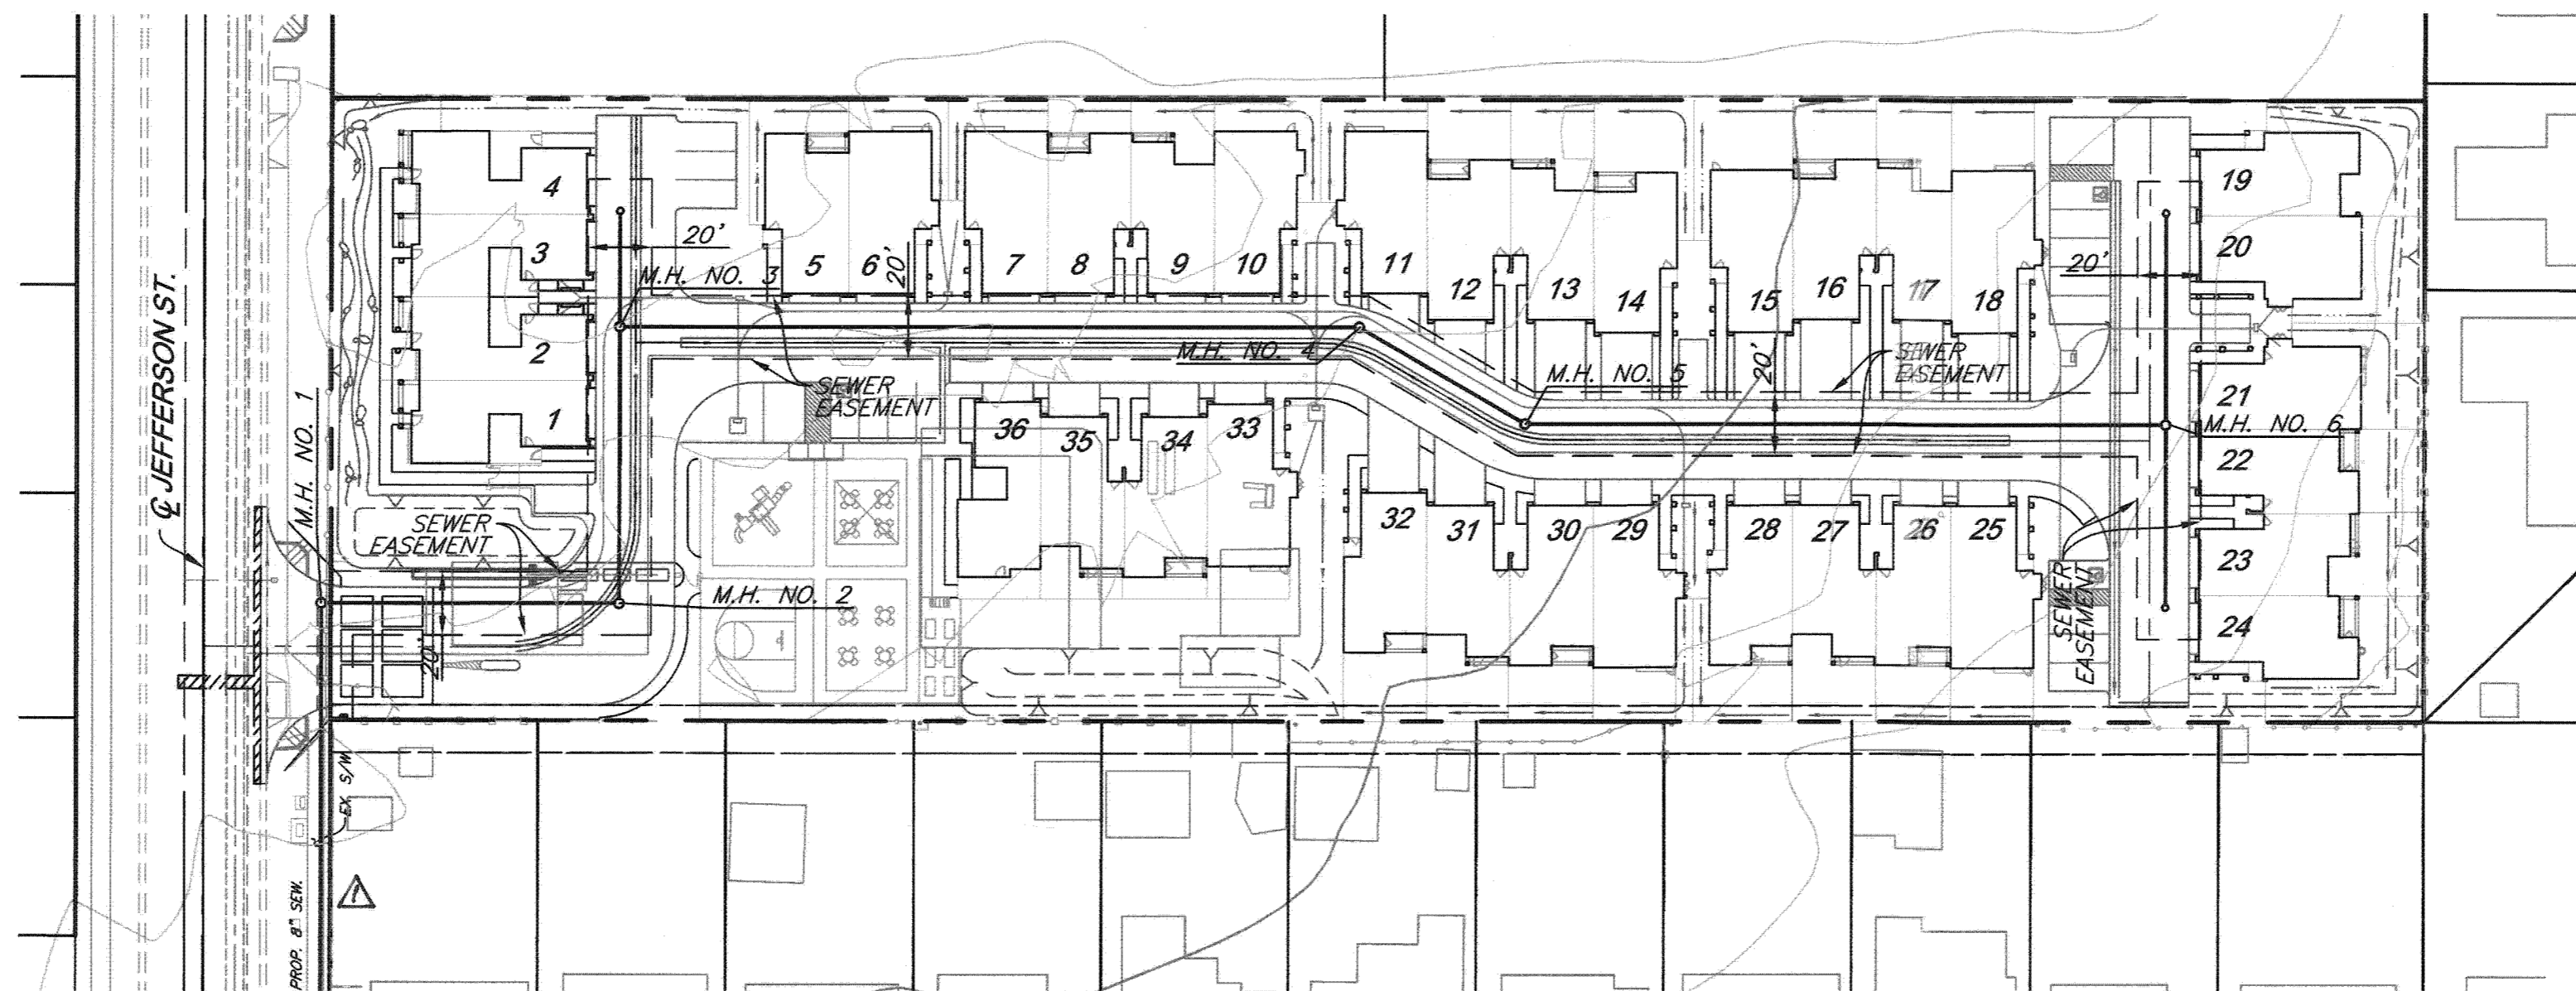 ℄ JEFFERSON ST.
M.H. NO. 1
4
3
2
1
20'
M.H. NO. 3
5
6
20'
7
8
9
10
11
12
13
14
15
16
17
18
19
20
20'
M.H. NO. 4
M.H. NO. 5
20'
SEWER
EASEMENT
SEWER
EASEMENT
21
M.H. NO. 6
22
23
24
36
35
34
33
32
31
30
29
28
27
26
25
SEWER
EASEMENT
SEWER
EASEMENT
M.H. NO. 2
20'
EX. S/W
PROP. 8" SEW.
1